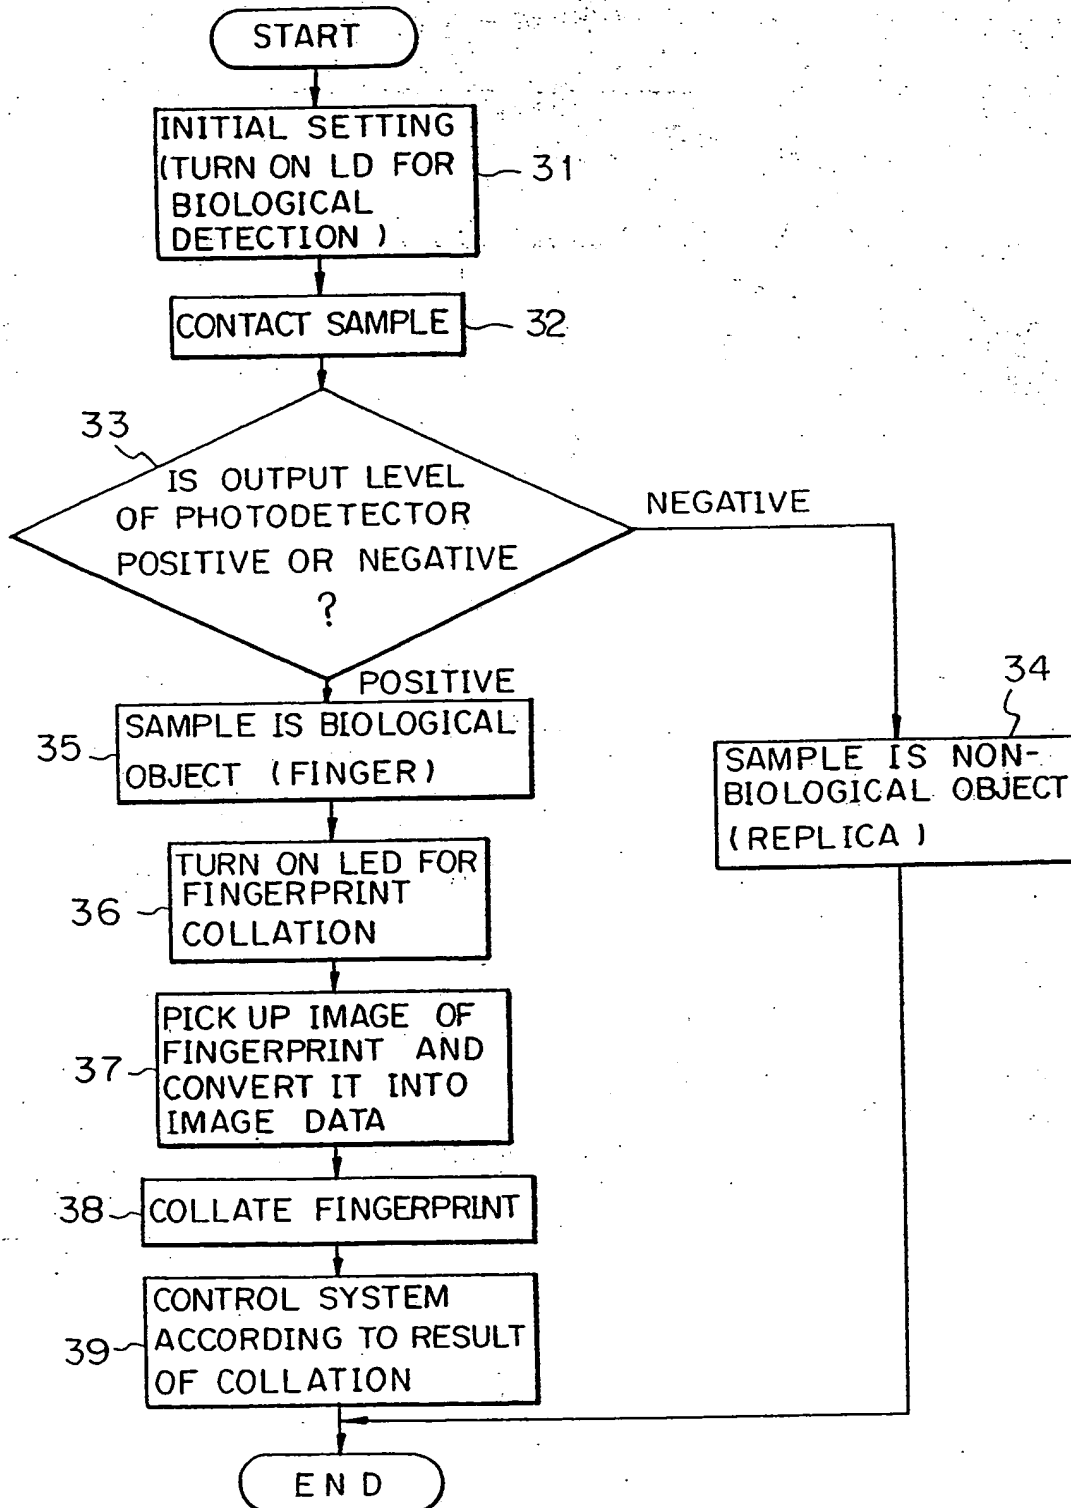 START
INITIAL SETTING
(TURN ON LD FOR
BIOLOGICAL
DETECTION)
31
CONTACT SAMPLE
32
33
IS OUTPUT LEVEL
OF PHOTODETECTOR
POSITIVE OR NEGATIVE
?
NEGATIVE
POSITIVE
34
SAMPLE IS NON-
BIOLOGICAL OBJECT
(REPLICA)
35
SAMPLE IS BIOLOGICAL
OBJECT (FINGER)
36
TURN ON LED FOR
FINGERPRINT
COLLATION
37
PICK UP IMAGE OF
FINGERPRINT AND
CONVERT IT INTO
IMAGE DATA
38
COLLATE FINGERPRINT
39
CONTROL SYSTEM
ACCORDING TO RESULT
OF COLLATION
END